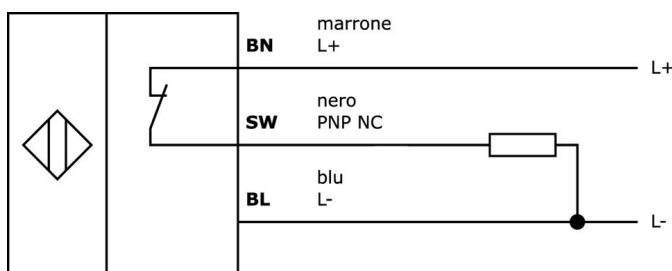 marrone
BN L+
L+
nero
SW PNP NC
blu
BL L-
L-